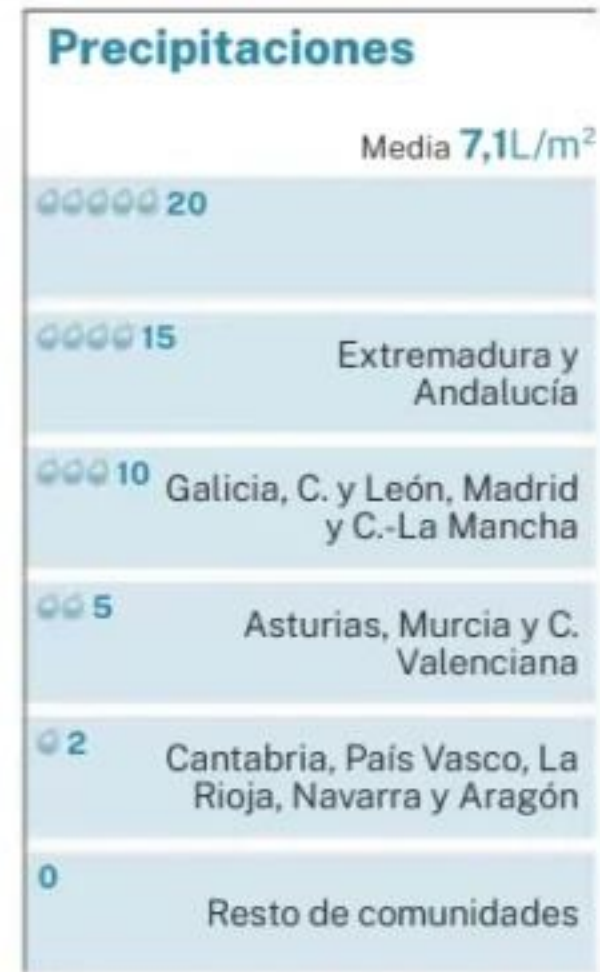 Precipitaciones
Media 7,1L/m²
20
15
Extremadura y
Andalucía
10
Galicia, C. y León, Madrid
y C.-La Mancha
5
Asturias, Murcia y C.
Valenciana
2
Cantabria, País Vasco, La
Rioja, Navarra y Aragón
0
Resto de comunidades